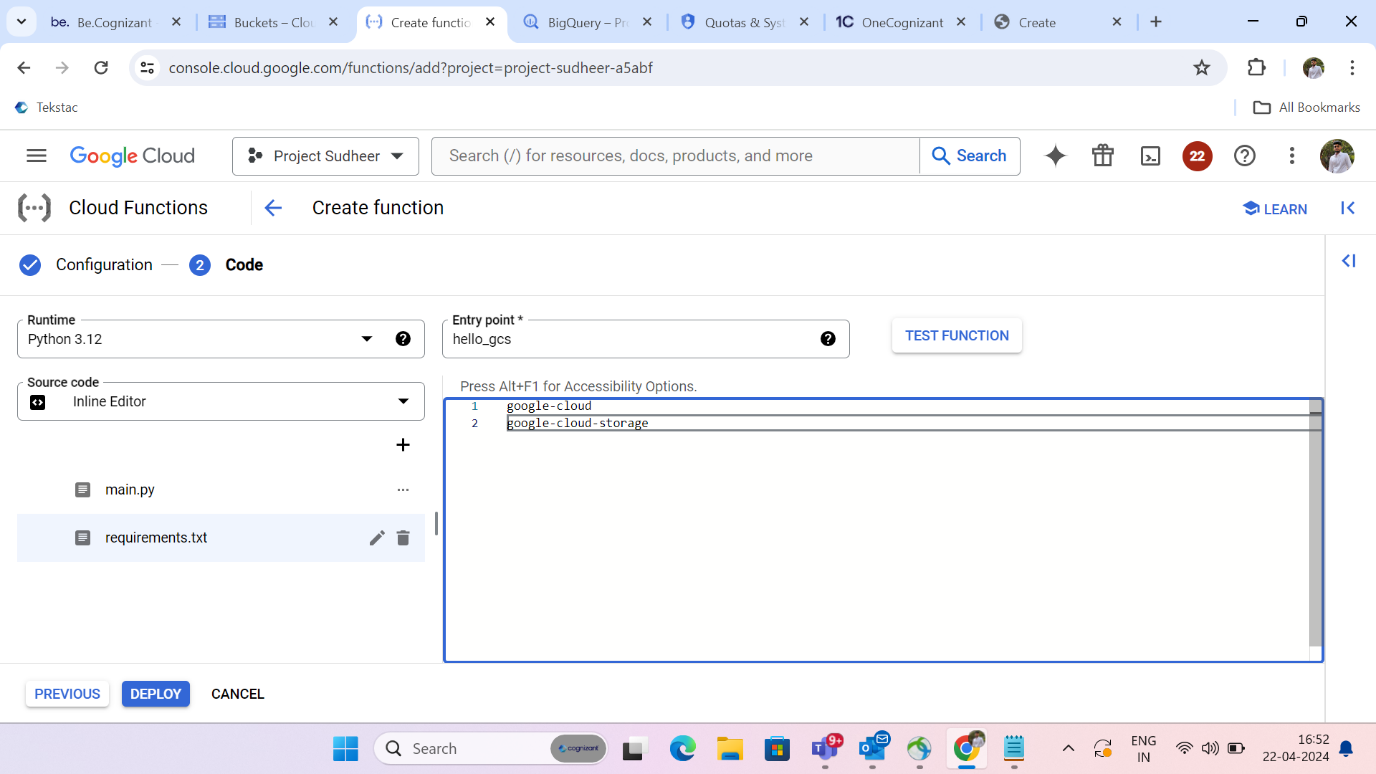 be. Be.Cognizant
Buckets – Clou
Create functio
BigQuery – Pr
Quotas & Syst
1C OneCognizant
Create
console.cloud.google.com/functions/add?project=project-sudheer-a5abf
Tekstac
All Bookmarks
Google Cloud
Project Sudheer
Search (/) for resources, docs, products, and more
Search
22
Cloud Functions
Create function
LEARN
Configuration
2 Code
Runtime
Python 3.12
Entry point *
hello_gcs
TEST FUNCTION
Source code
Inline Editor
Press Alt+F1 for Accessibility Options.
1 google-cloud
2 google-cloud-storage
main.py
requirements.txt
PREVIOUS
DEPLOY
CANCEL
Search
cognizant
9+
ENG
IN
16:52
22-04-2024